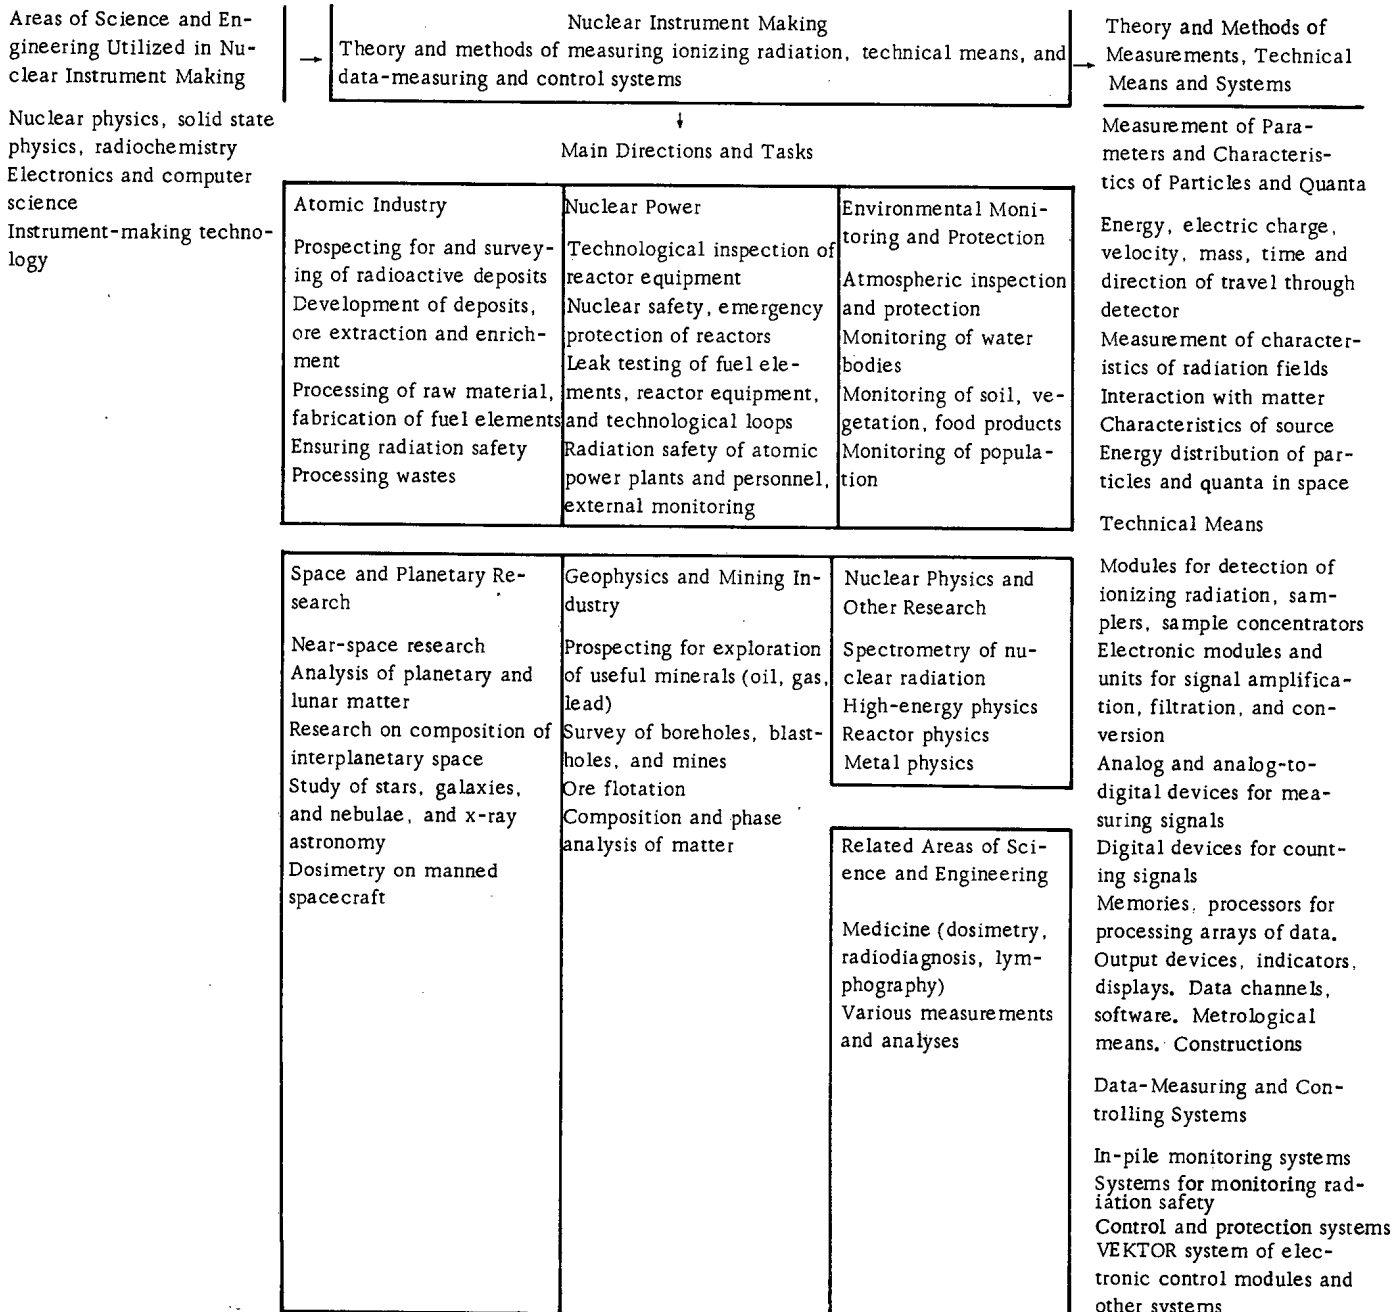 Areas of Science and En-
gineering Utilized in Nu-
clear Instrument Making
Nuclear physics, solid state
physics, radiochemistry
Electronics and computer
science
Instrument-making techno-
logy
Nuclear Instrument Making
Theory and methods of measuring ionizing radiation, technical means, and
data-measuring and control systems
Main Directions and Tasks
Atomic Industry
Prospecting for and survey-
ing of radioactive deposits
Development of deposits,
ore extraction and enrich-
ment
Processing of raw material,
fabrication of fuel elements
Ensuring radiation safety
Processing wastes
Nuclear Power
Technological inspection of
reactor equipment
Nuclear safety, emergency
protection of reactors
Leak testing of fuel ele-
ments, reactor equipment,
and technological loops
Radiation safety of atomic
power plants and personnel,
external monitoring
Environmental Moni-
toring and Protection
Atmospheric inspection
and protection
Monitoring of water
bodies
Monitoring of soil, ve-
getation, food products
Monitoring of popula-
tion
Space and Planetary Re-
search
Near-space research
Analysis of planetary and
lunar matter
Research on composition of
interplanetary space
Study of stars, galaxies,
and nebulae, and x-ray
astronomy
Dosimetry on manned
spacecraft
Geophysics and Mining In-
dustry
Prospecting for exploration
of useful minerals (oil, gas,
lead)
Survey of boreholes, blast-
holes, and mines
Ore flotation
Composition and phase
analysis of matter
Nuclear Physics and
Other Research
Spectrometry of nu-
clear radiation
High-energy physics
Reactor physics
Metal physics
Related Areas of Sci-
ence and Engineering
Medicine (dosimetry,
radiodiagnosis, lym-
phography)
Various measurements
and analyses
Theory and Methods of
Measurements, Technical
Means and Systems
Measurement of Para-
meters and Characteris-
tics of Particles and Quanta
Energy, electric charge,
velocity, mass, time and
direction of travel through
detector
Measurement of character-
istics of radiation fields
Interaction with matter
Characteristics of source
Energy distribution of par-
ticles and quanta in space
Technical Means
Modules for detection of
ionizing radiation, sam-
plers, sample concentrators
Electronic modules and
units for signal amplifica-
tion, filtration, and con-
version
Analog and analog-to-
digital devices for mea-
suring signals
Digital devices for count-
ing signals
Memories, processors for
processing arrays of data.
Output devices, indicators,
displays. Data channels,
software. Metrological
means. Constructions
Data-Measuring and Con-
trolling Systems
In-pile monitoring systems
Systems for monitoring rad-
iation safety
Control and protection systems
VEKTOR system of elec-
tronic control modules and
other systems